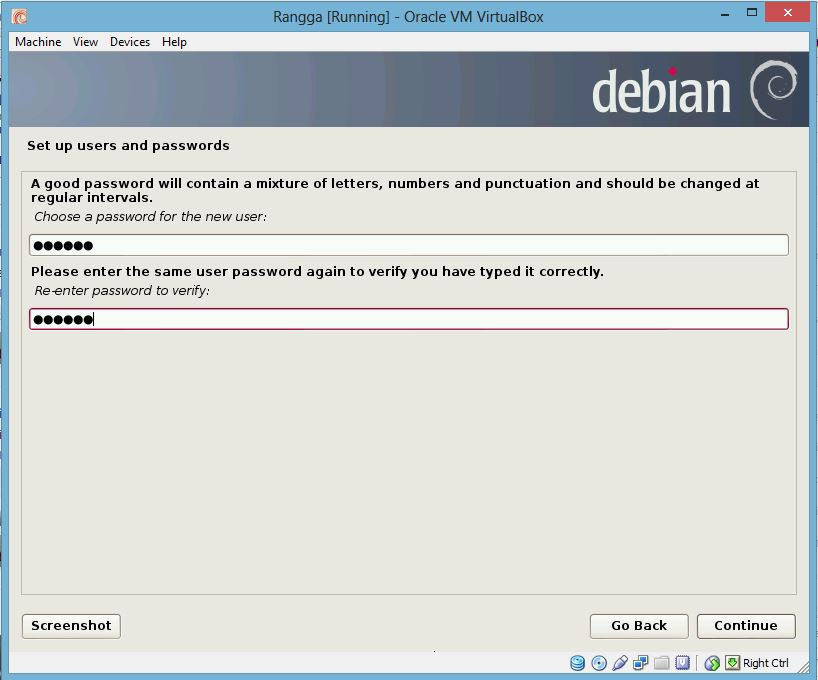 Rangga [Running] - Oracle VM VirtualBox
Machine View Devices Help
debian
Set up users and passwords
A good password will contain a mixture of letters, numbers and punctuation and should be changed at
regular intervals.
Choose a password for the new user:
●●●●●●
Please enter the same user password again to verify you have typed it correctly.
Re-enter password to verify:
●●●●●●
Screenshot Go Back Continue
Right Ctrl